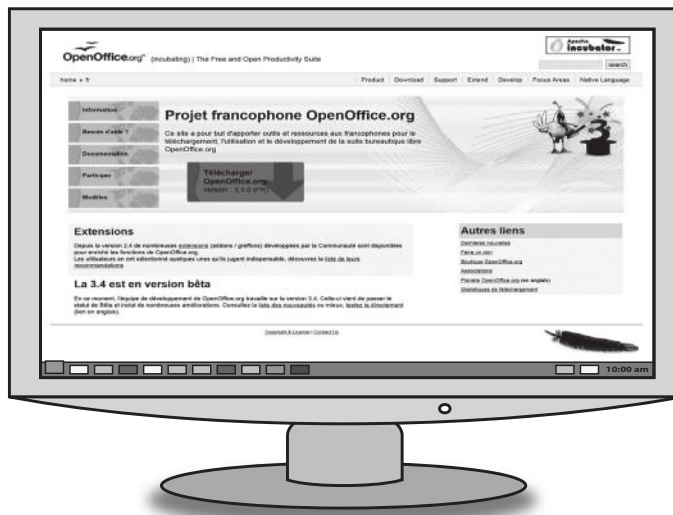 OpenOffice.org™ (incubating) | The Free and Open Productivity Suite
Apache
incubator
search
home » fr
Product Download Support Extend Develop Focus Areas Native Language
Information
Besoin d'aide ?
Documentation
Participer
Modèles
Projet francophone OpenOffice.org
Ce site a pour but d'apporter outils et ressources aux francophones pour le
téléchargement, l'utilisation et le développement de la suite bureautique libre
OpenOffice.org
Télécharger
OpenOffice.org
version : 3.3.0 (FR)
3
Extensions
Depuis la version 2.4 de nombreuses extensions (addons / greffons) développées par la Communauté sont disponibles
pour enrichir les fonctions de OpenOffice.org.
Les utilisateurs en ont sélectionné quelques unes qu'ils jugent indispensable, découvrez la liste de leurs
recommandations
La 3.4 est en version bêta
En ce moment, l'équipe de développement de OpenOffice.org travaille sur la version 3.4. Celle-ci vient de passer le
statut de Bêta et inclut de nombreuses améliorations. Consultez la liste des nouveautés ou mieux, testez la directement
(lien en anglais).
Autres liens
Dernières nouvelles
Faire un don
Boutique OpenOffice.org
Associations
Planète OpenOffice.org (en anglais)
Statistiques de téléchargement
Copyright & License | Contact Us
10:00 am